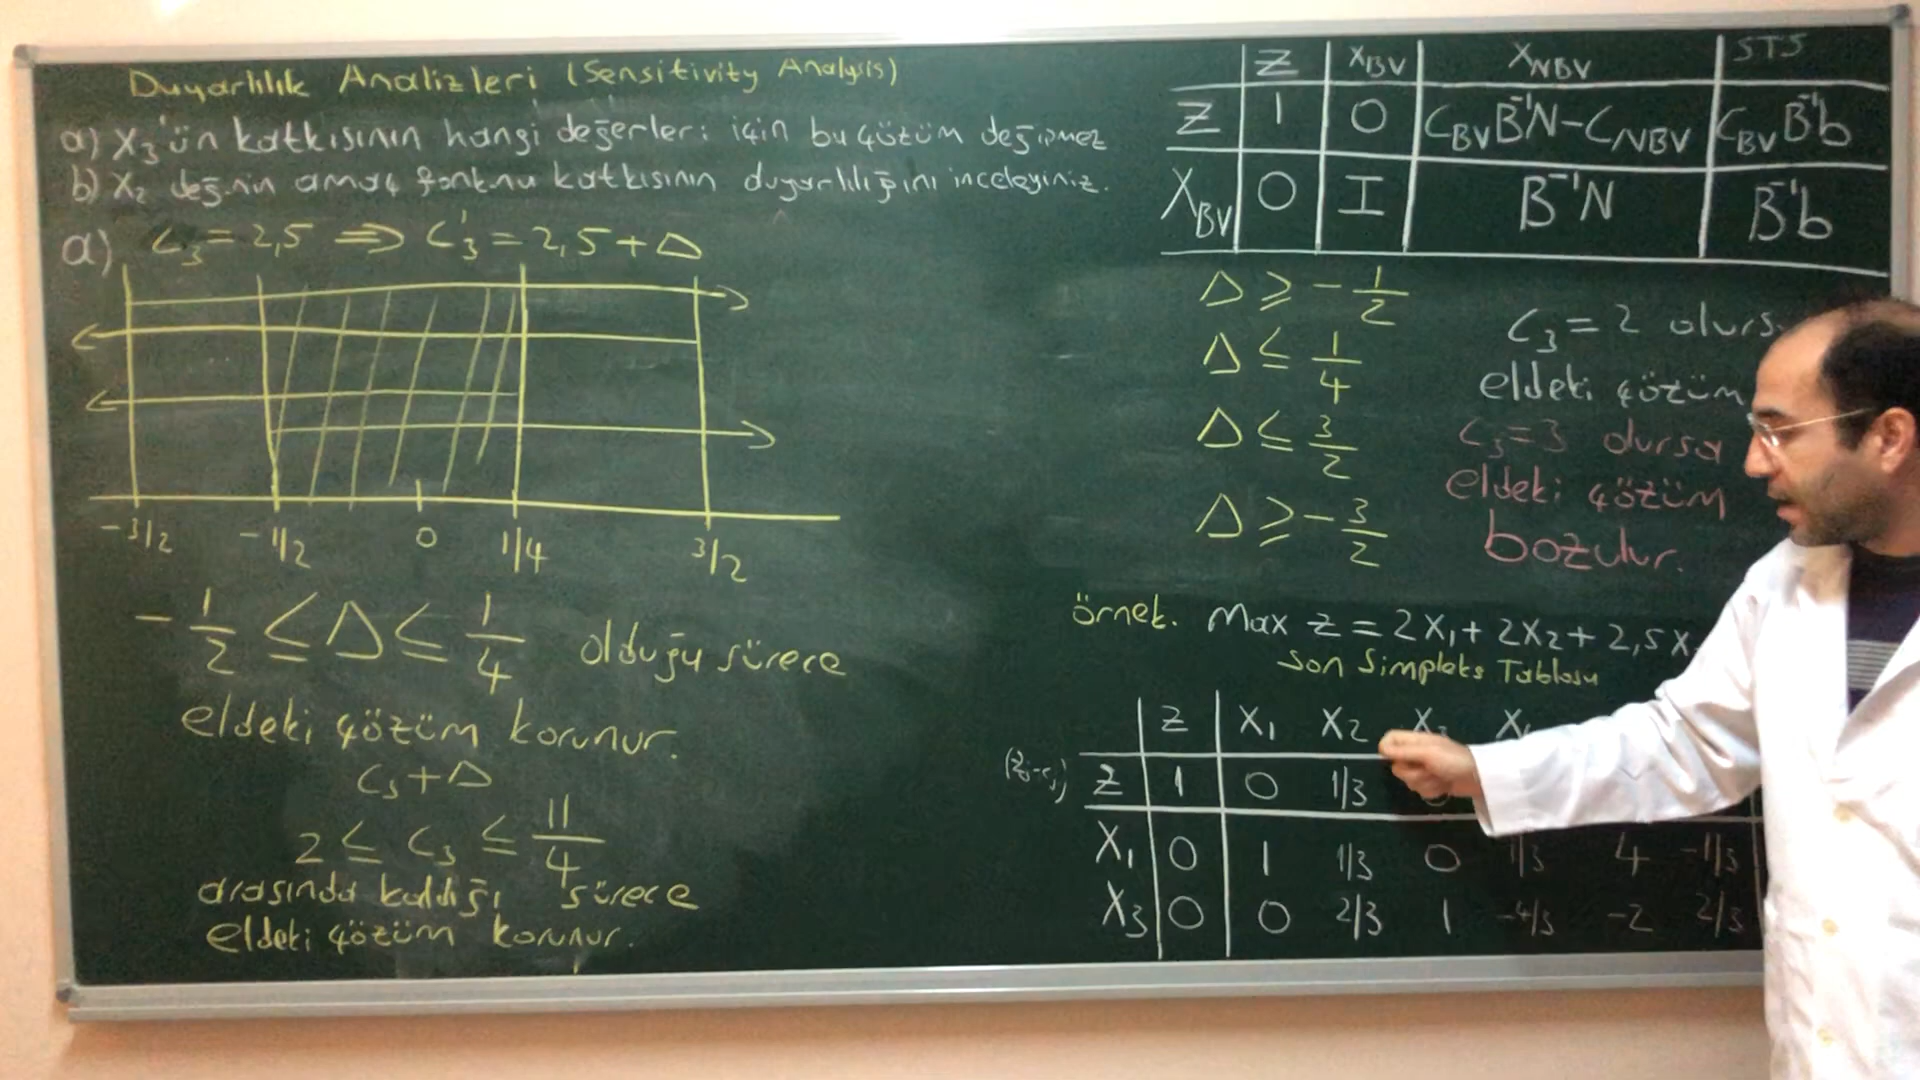 Duyarlılık Analizleri (Sensitivity Analysis)
a) X₃'ün katkısının hangi değerleri için bu çözüm değişmez
b) X₂ değ.nin amaç fonk.nu katkısının duyarlılığını inceleyiniz.
a) C₃ = 2,5 ⇒ C₃' = 2,5 + Δ
-3/2 -1/2 0 1/4 3/2
-1/2 ≤ Δ ≤ 1/4 olduğu sürece
eldeki çözüm korunur.
C₃ + Δ
2 ≤ C₃ ≤ 11/4
arasında kaldığı sürece
eldeki çözüm korunur.
Z X_BV X_NBV STS
Z 1 0 C_BV B⁻¹N - C_NBV C_BV B⁻¹b
X_BV 0 I B⁻¹N B⁻¹b
Δ ≥ -1/2
Δ ≤ 1/4
Δ ≤ 3/2
Δ ≥ -3/2
C₃ = 2
eldeki çözüm
C₃ = 3 olursa
eldeki çözüm
bozulur.
örnek. Max Z = 2X₁ + 2X₂ + 2,5X
Son Simpleks Tablosu
Z X₁ X₂
(Zj-cj) Z 1 0 1/3
X₁ 0 1 1/3 0 1/3 4 -1/3
X₃ 0 0 2/3 1 -4/3 -2 2/3